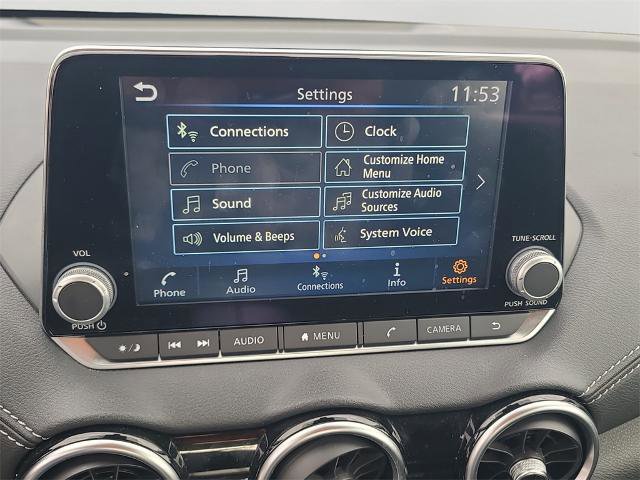 Settings
11:53
Connections
Clock
Phone
Customize Home
Menu
Sound
Customize Audio
Sources
Volume & Beeps
System Voice
Phone
Audio
Connections
Info
Settings
VOL
PUSH
TUNE-SCROLL
PUSH SOUND
AUDIO
MENU
CAMERA